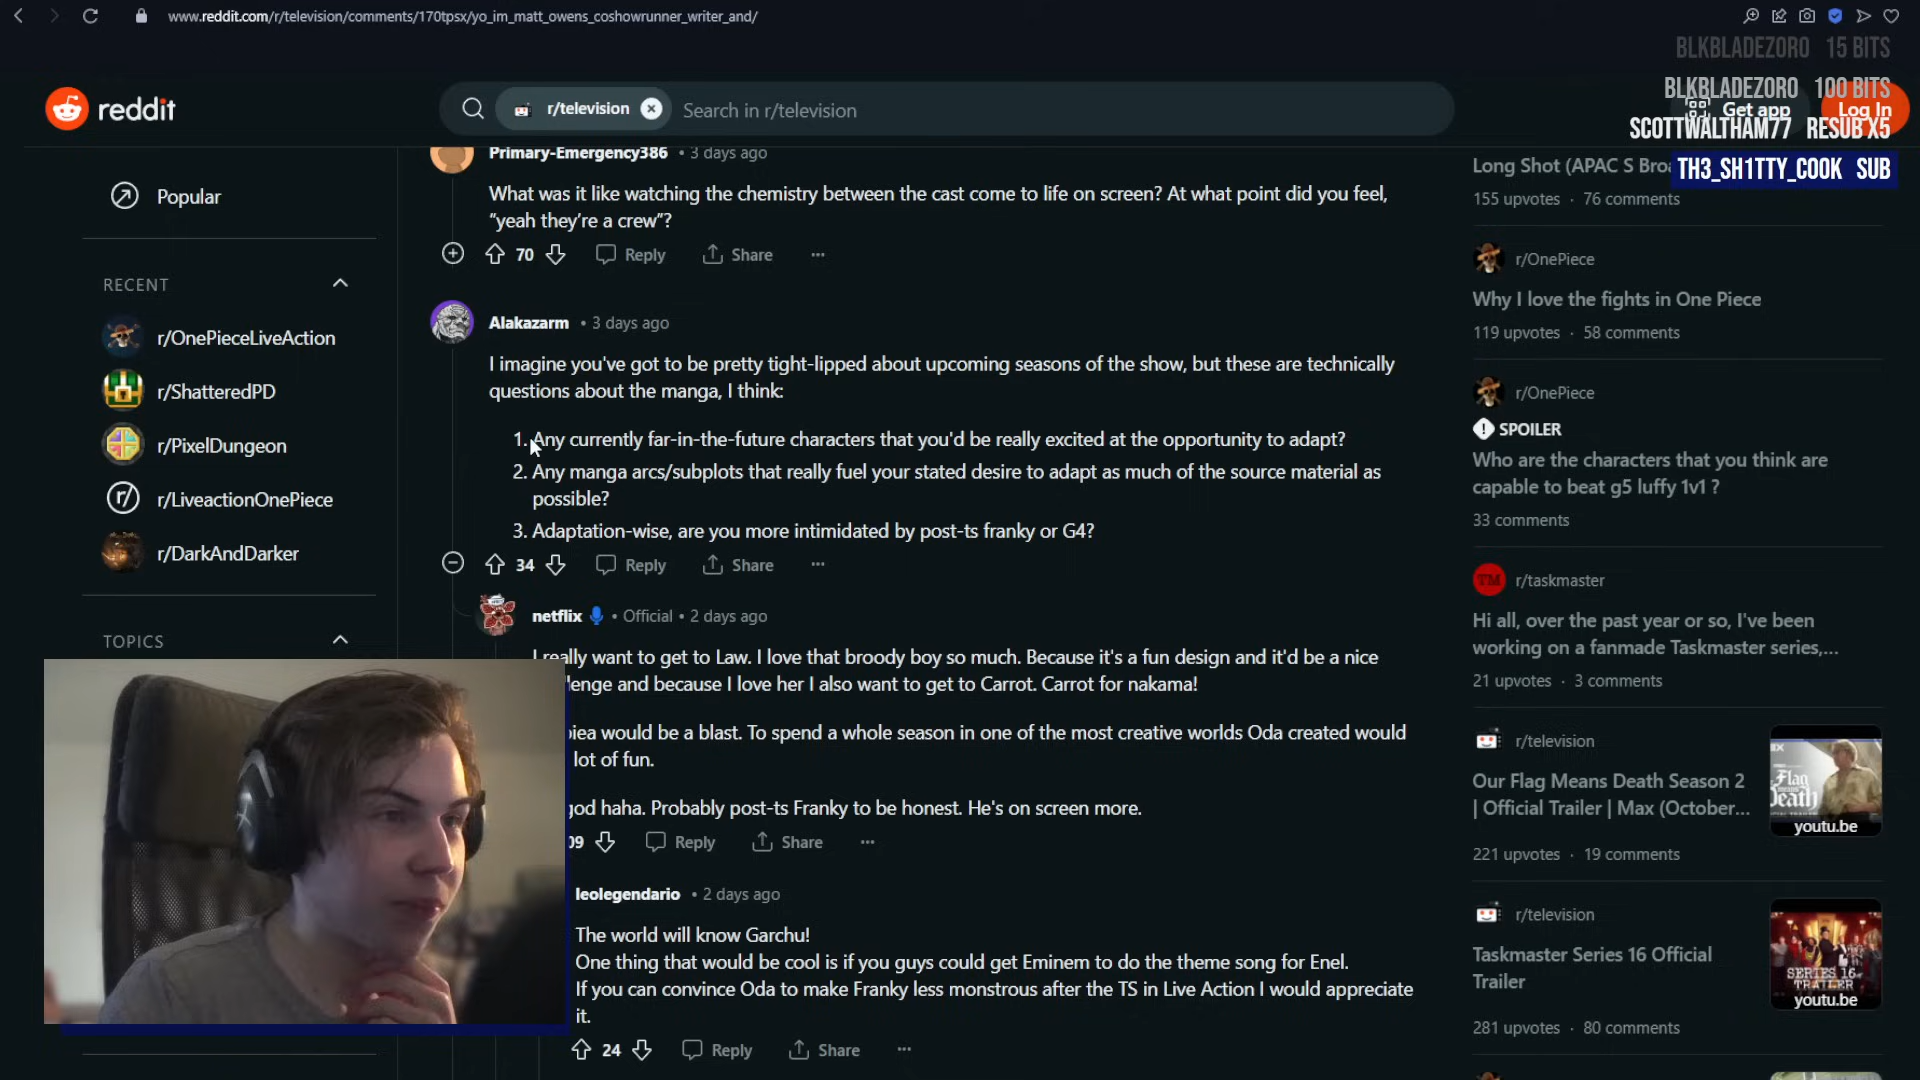 www.reddit.com/r/television/comments/170tpsx/yo_im_matt_owens_coshowrunner_writer_and/
BLKBLADEZORO 15 BITS
BLKBLADEZORO 100 BITS
SCOTTWALTHAM77 RESUB X5
TH3_SH1TTY_COOK SUB
reddit
r/television
Search in r/television
Get app
Log In
Popular
RECENT
r/OnePieceLiveAction
r/ShatteredPD
r/PixelDungeon
r/LiveactionOnePiece
r/DarkAndDarker
TOPICS
Primary-Emergency386 • 3 days ago
What was it like watching the chemistry between the cast come to life on screen? At what point did you feel,
“yeah they’re a crew”?
70 Reply Share
Alakazarm • 3 days ago
I imagine you've got to be pretty tight-lipped about upcoming seasons of the show, but these are technically
questions about the manga, I think:
1. Any currently far-in-the-future characters that you'd be really excited at the opportunity to adapt?
2. Any manga arcs/subplots that really fuel your stated desire to adapt as much of the source material as
possible?
3. Adaptation-wise, are you more intimidated by post-ts franky or G4?
34 Reply Share
netflix • Official • 2 days ago
I really want to get to Law. I love that broody boy so much. Because it's a fun design and it'd be a nice
lenge and because I love her I also want to get to Carrot. Carrot for nakama!
piea would be a blast. To spend a whole season in one of the most creative worlds Oda created would
lot of fun.
god haha. Probably post-ts Franky to be honest. He's on screen more.
09 Reply Share
leolegendario • 2 days ago
The world will know Garchu!
One thing that would be cool is if you guys could get Eminem to do the theme song for Enel.
If you can convince Oda to make Franky less monstrous after the TS in Live Action I would appreciate
it.
24 Reply Share
Long Shot (APAC S Bro
155 upvotes · 76 comments
r/OnePiece
Why I love the fights in One Piece
119 upvotes · 58 comments
r/OnePiece
SPOILER
Who are the characters that you think are
capable to beat g5 luffy 1v1 ?
33 comments
TM r/taskmaster
Hi all, over the past year or so, I've been
working on a fanmade Taskmaster series,...
21 upvotes · 3 comments
r/television
Our Flag Means Death Season 2
| Official Trailer | Max (October...
Flag
Death
youtu.be
221 upvotes · 19 comments
r/television
Taskmaster Series 16 Official
Trailer
SERIES 16
TRAILER
youtu.be
281 upvotes · 80 comments